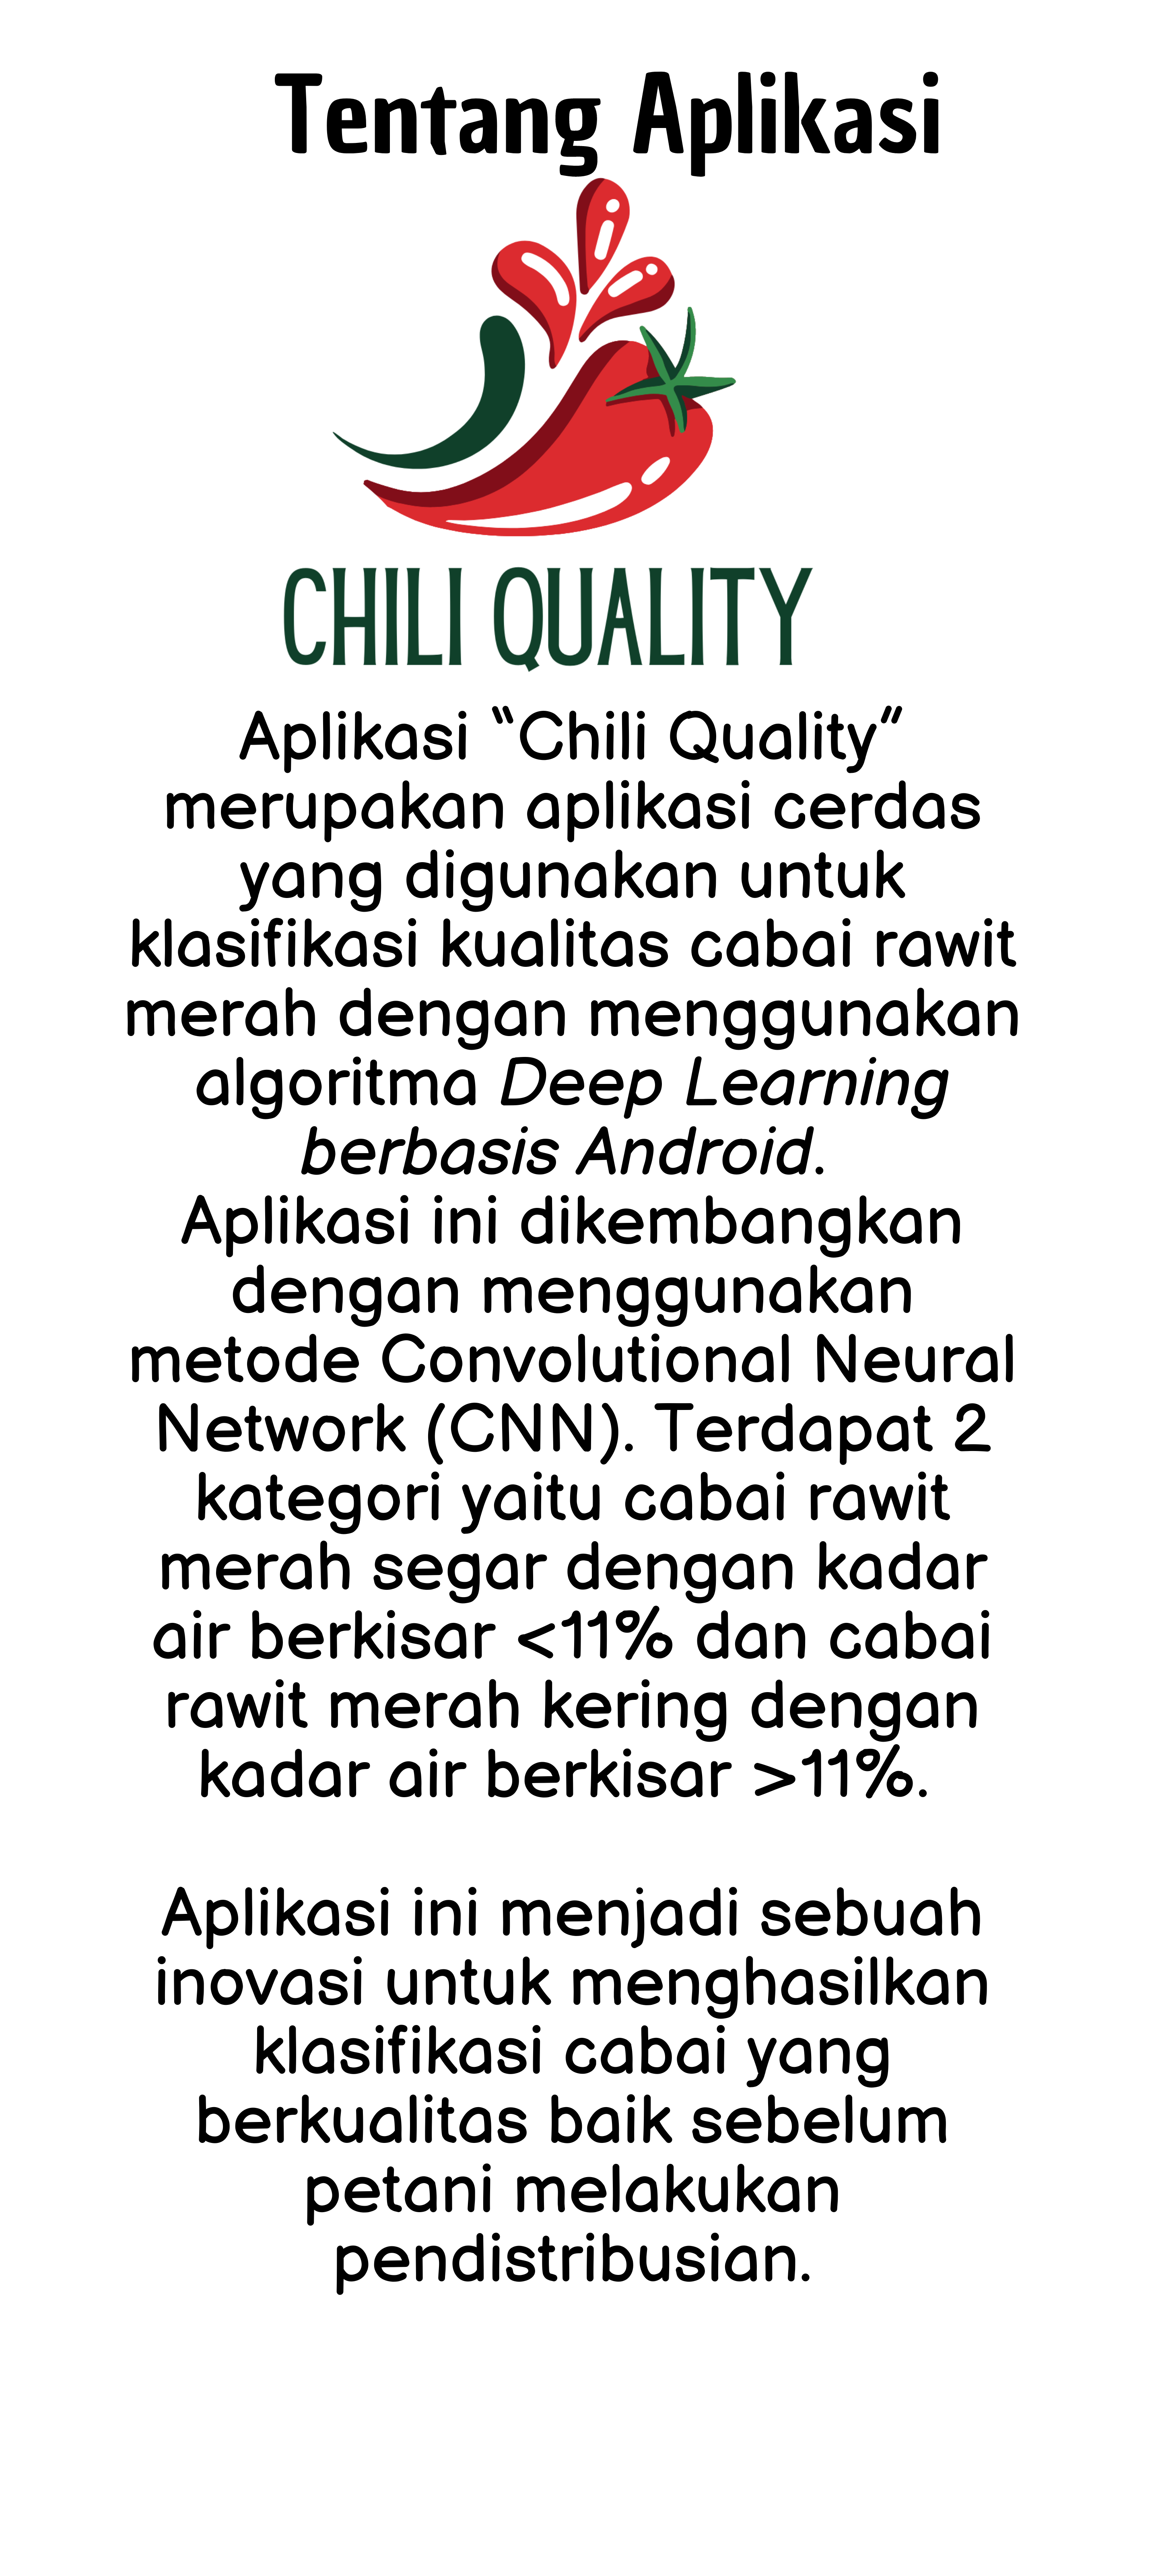 Tentang Aplikasi
CHILI QUALITY
Aplikasi “Chili Quality”
merupakan aplikasi cerdas
yang digunakan untuk
klasifikasi kualitas cabai rawit
merah dengan menggunakan
algoritma Deep Learning
berbasis Android.
Aplikasi ini dikembangkan
dengan menggunakan
metode Convolutional Neural
Network (CNN). Terdapat 2
kategori yaitu cabai rawit
merah segar dengan kadar
air berkisar <11% dan cabai
rawit merah kering dengan
kadar air berkisar >11%.
Aplikasi ini menjadi sebuah
inovasi untuk menghasilkan
klasifikasi cabai yang
berkualitas baik sebelum
petani melakukan
pendistribusian.